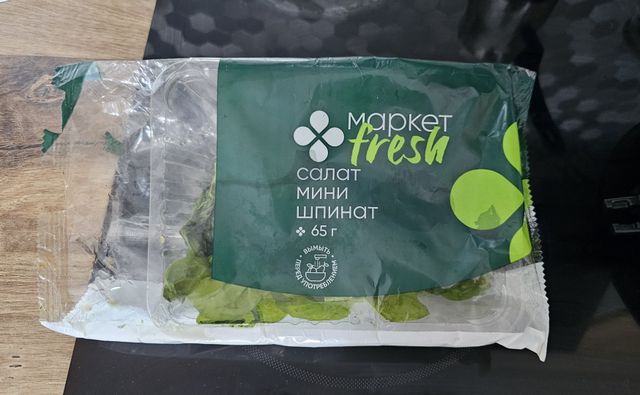 маркет
fresh
салат
мини
шпинат
65 г
ВЫМЫТЬ
ПЕРЕД УПОТРЕБЛЕНИЕМ